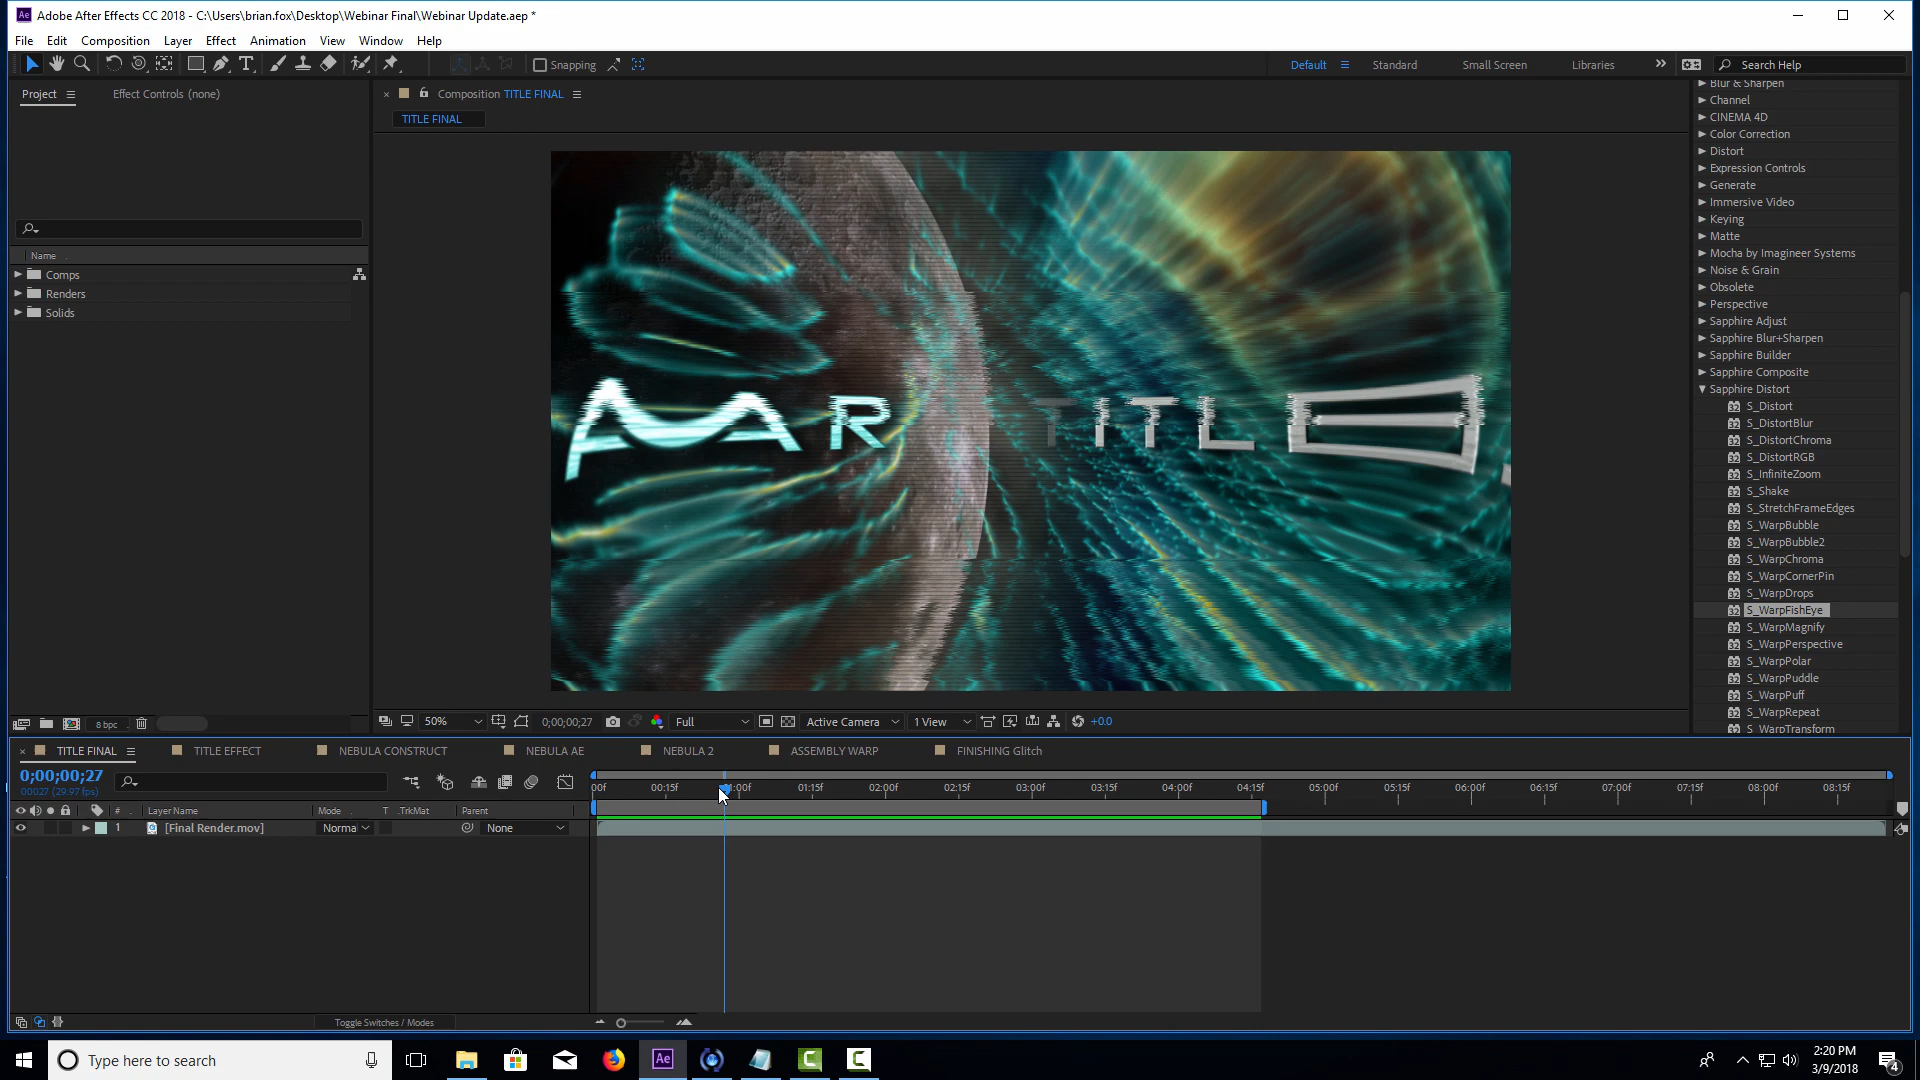 Ae Adobe After Effects CC 2018 - C:\Users\brian.fox\Desktop\Webinar Final\Webinar Update.aep *
File Edit Composition Layer Effect Animation View Window Help
Snapping Default Standard Small Screen Libraries Search Help
Project Effect Controls (none) Composition TITLE FINAL
TITLE FINAL
Name
Comps
Renders
Solids
AAR TITLE
Blur & Sharpen
Channel
CINEMA 4D
Color Correction
Distort
Expression Controls
Generate
Immersive Video
Keying
Matte
Mocha by Imagineer Systems
Noise & Grain
Obsolete
Perspective
Sapphire Adjust
Sapphire Blur+Sharpen
Sapphire Builder
Sapphire Composite
Sapphire Distort
S_Distort
S_DistortBlur
S_DistortChroma
S_DistortRGB
S_InfiniteZoom
S_Shake
S_StretchFrameEdges
S_WarpBubble
S_WarpBubble2
S_WarpChroma
S_WarpCornerPin
S_WarpDrops
S_WarpFishEye
S_WarpMagnify
S_WarpPerspective
S_WarpPolar
S_WarpPuddle
S_WarpPuff
S_WarpRepeat
S_WarpTransform
8 bpc 50% 0;00;00;27 Full Active Camera 1 View +0.0
TITLE FINAL TITLE EFFECT NEBULA CONSTRUCT NEBULA AE NEBULA 2 ASSEMBLY WARP FINISHING Glitch
0;00;00;27
00027 (29.97 fps)
00f 00:15f 1:00f 01:15f 02:00f 02:15f 03:00f 03:15f 04:00f 04:15f 05:00f 05:15f 06:00f 06:15f 07:00f 07:15f 08:00f 08:15f
# Layer Name Mode T .TrkMat Parent
1 [Final Render.mov] Norma None
Toggle Switches / Modes
Type here to search Ae 2:20 PM
3/9/2018 4